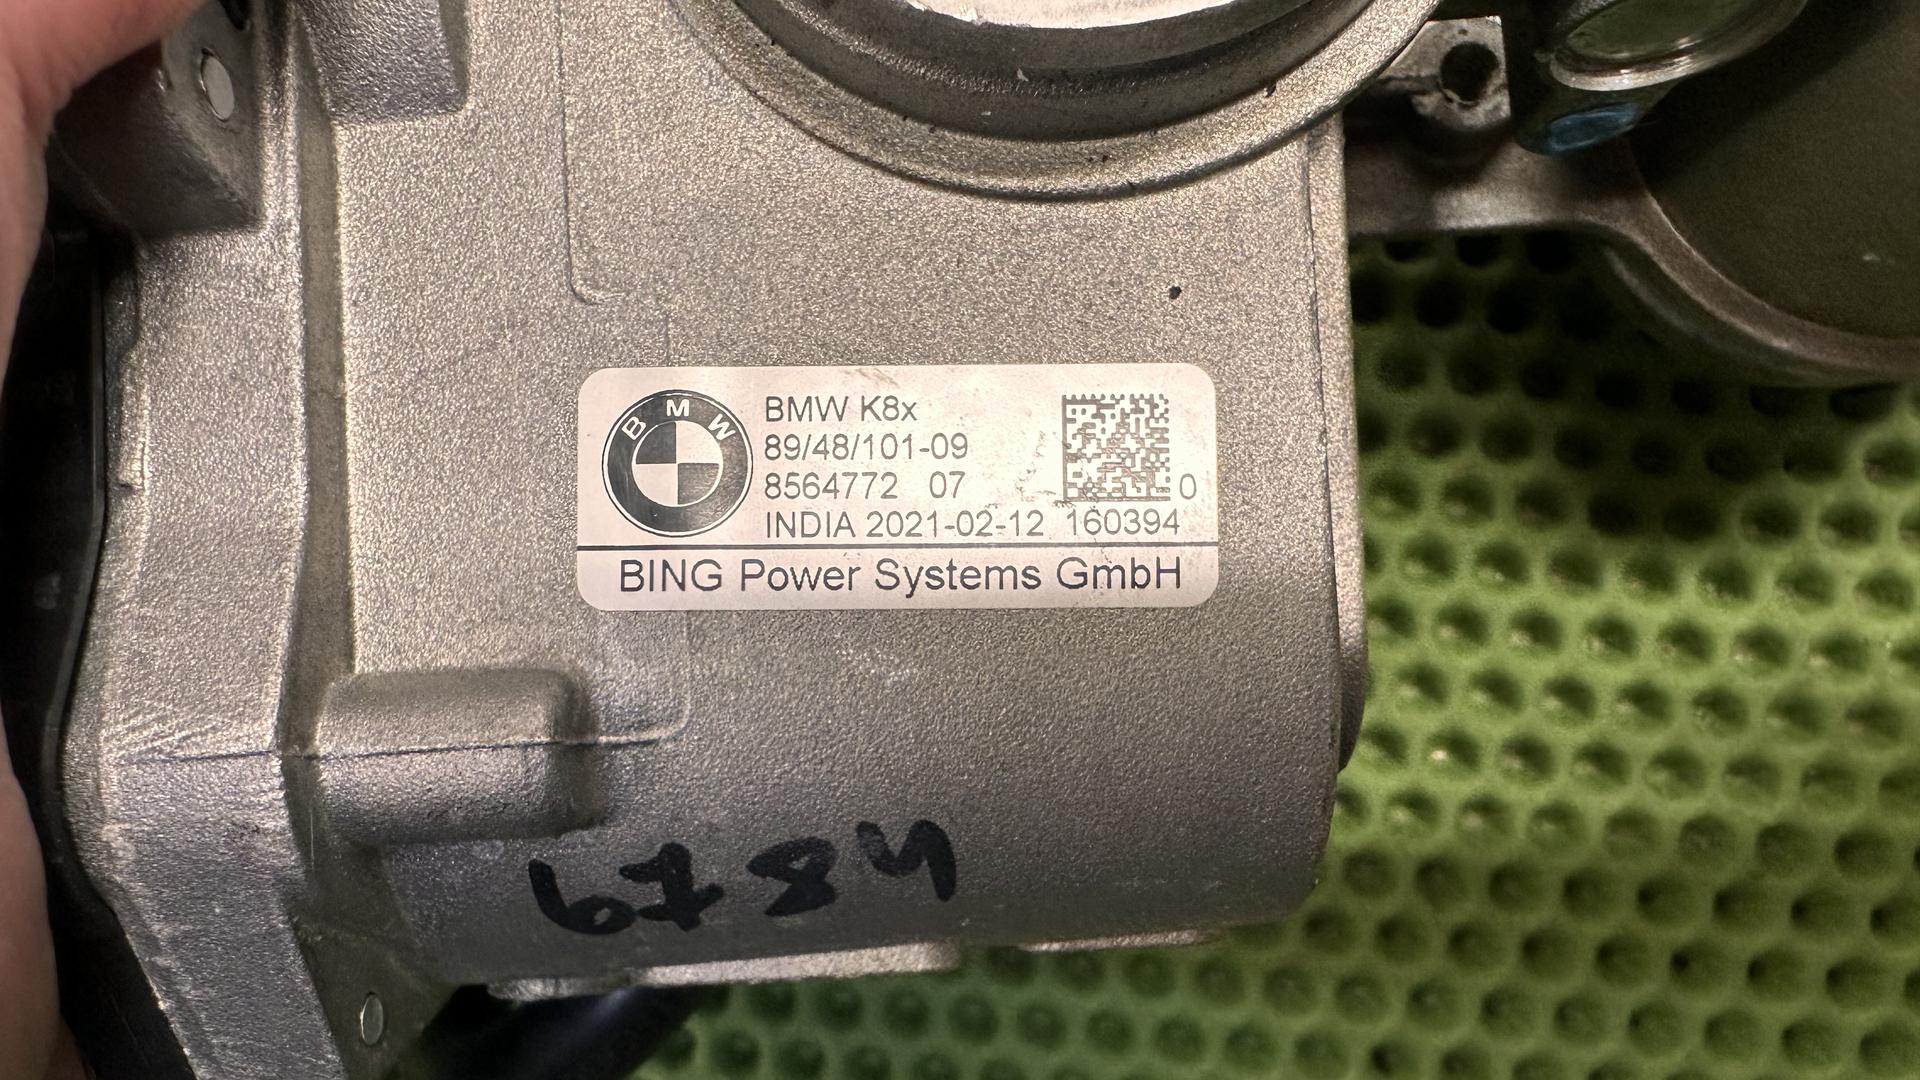 BMW
BMW K8x
89/48/101-09
8564772 07
0
INDIA 2021-02-12 160394
BING Power Systems GmbH
6784